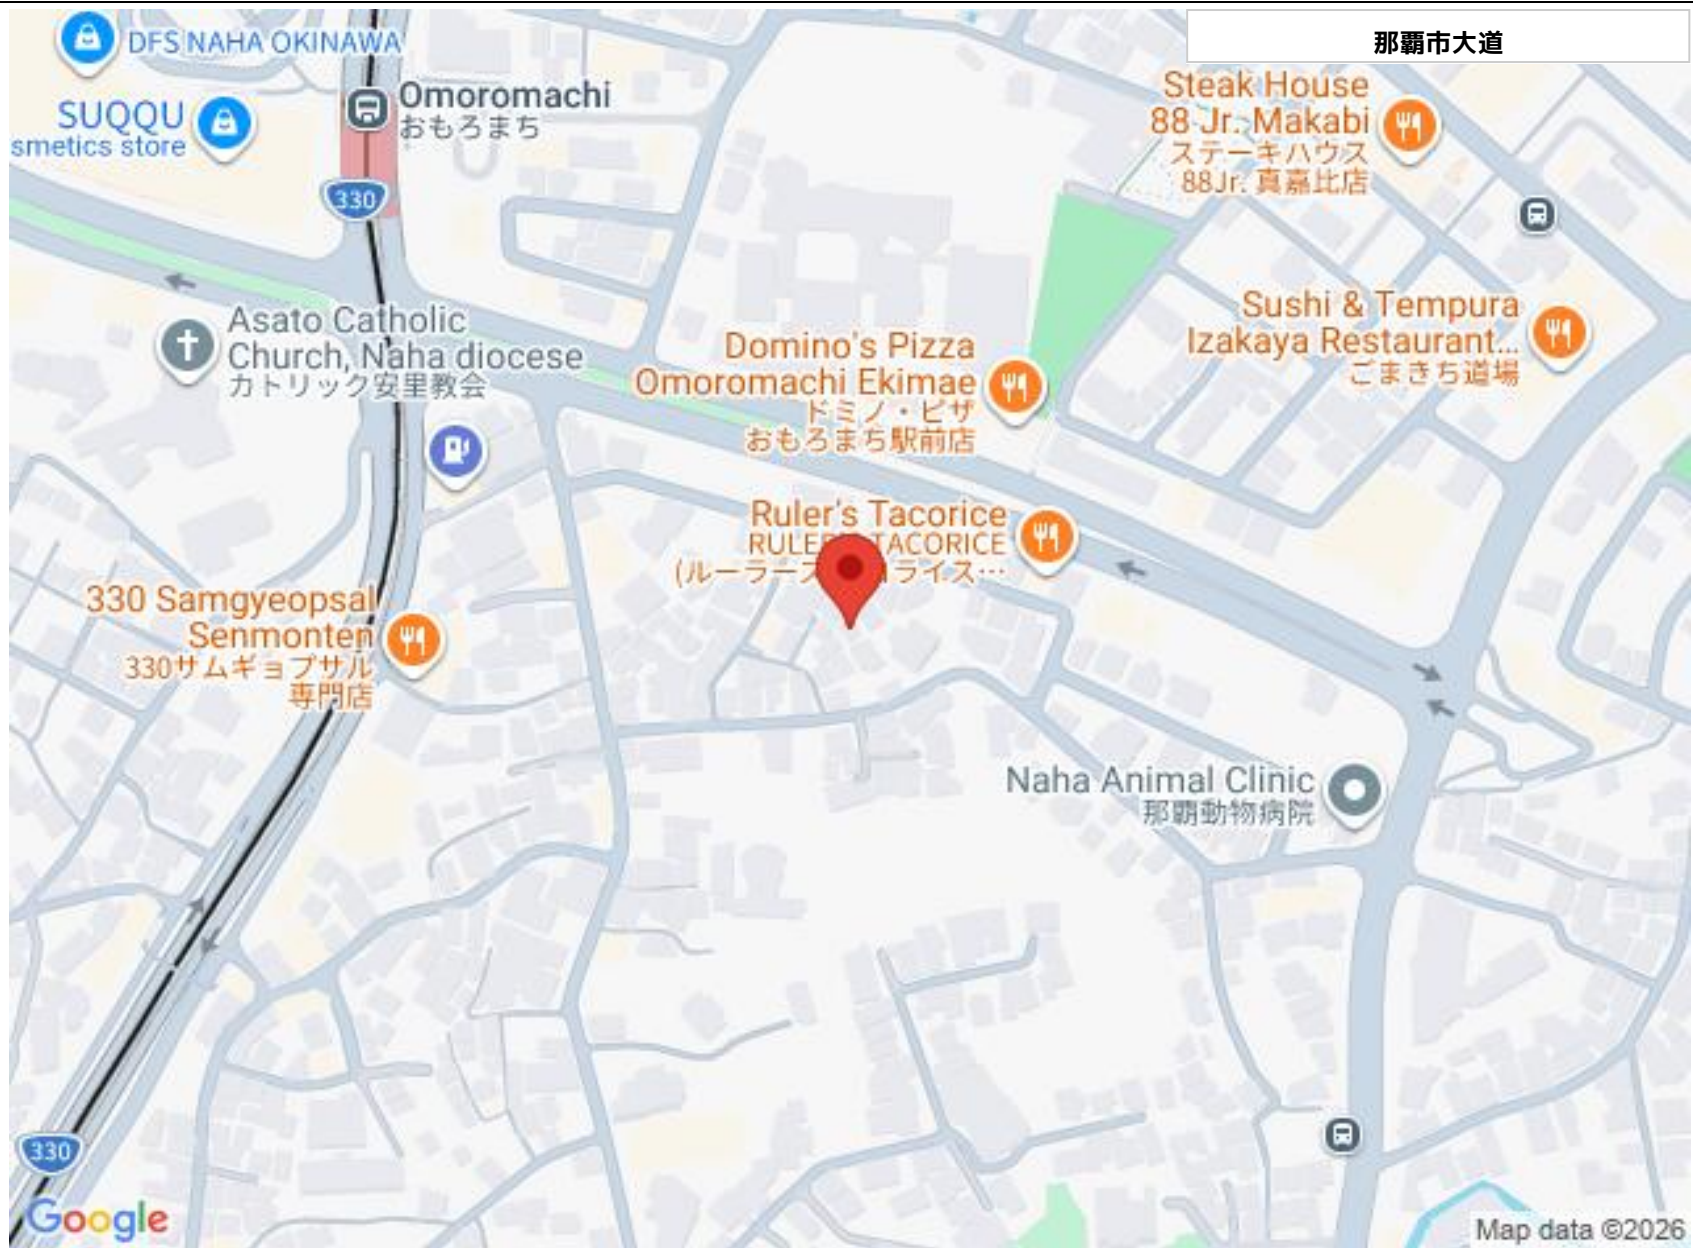 那覇市大道
DFS NAHA OKINAWA
SUQQU
smetics store
Omoromachi
おもろまち
330
Steak House
88 Jr. Makabi
ステーキハウス
88Jr. 真嘉比店
Asato Catholic
Church, Naha diocese
カトリック安里教会
Domino's Pizza
Omoromachi Ekimae
ドミノ・ピザ
おもろまち駅前店
Sushi & Tempura
Izakaya Restaurant...
ごまきち道場
Ruler's Tacorice
TACORICE
330 Samgyeopsal
Senmonten
330サムギョプサル
専門店
Naha Animal Clinic
那覇動物病院
330
Google
Map data ©2026